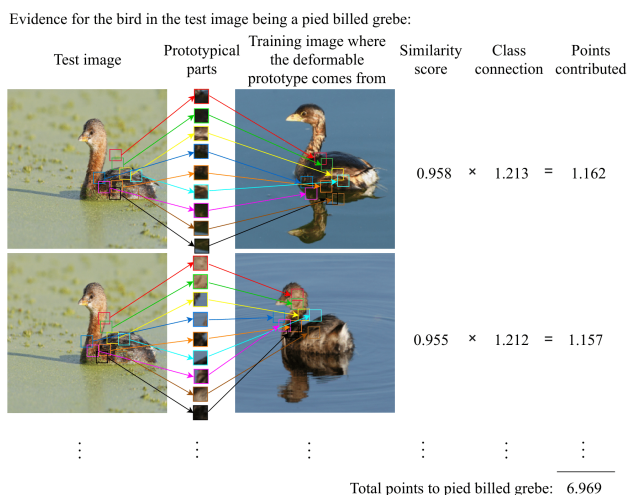 Evidence for the bird in the test image being a pied billed grebe:
Test image
Prototypical
parts
Training image where
the deformable
prototype comes from
Similarity
score
Class
connection
Points
contributed
0.958 × 1.213 = 1.162
0.955 × 1.212 = 1.157
⋮ ⋮ ⋮ ⋮ ⋮ ⋮
Total points to pied billed grebe: 6.969